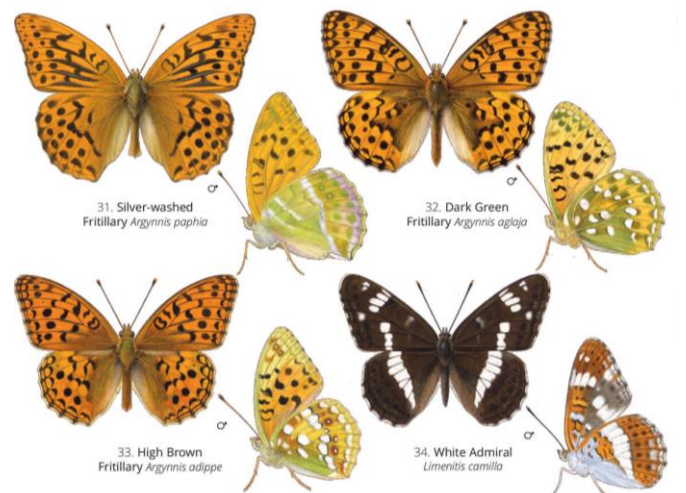 ♂
31. Silver-washed
Fritillary Argynnis paphia
♂
32. Dark Green
Fritillary Argynnis aglaja
♂
33. High Brown
Fritillary Argynnis adippe
♂
34. White Admiral
Limenitis camilla